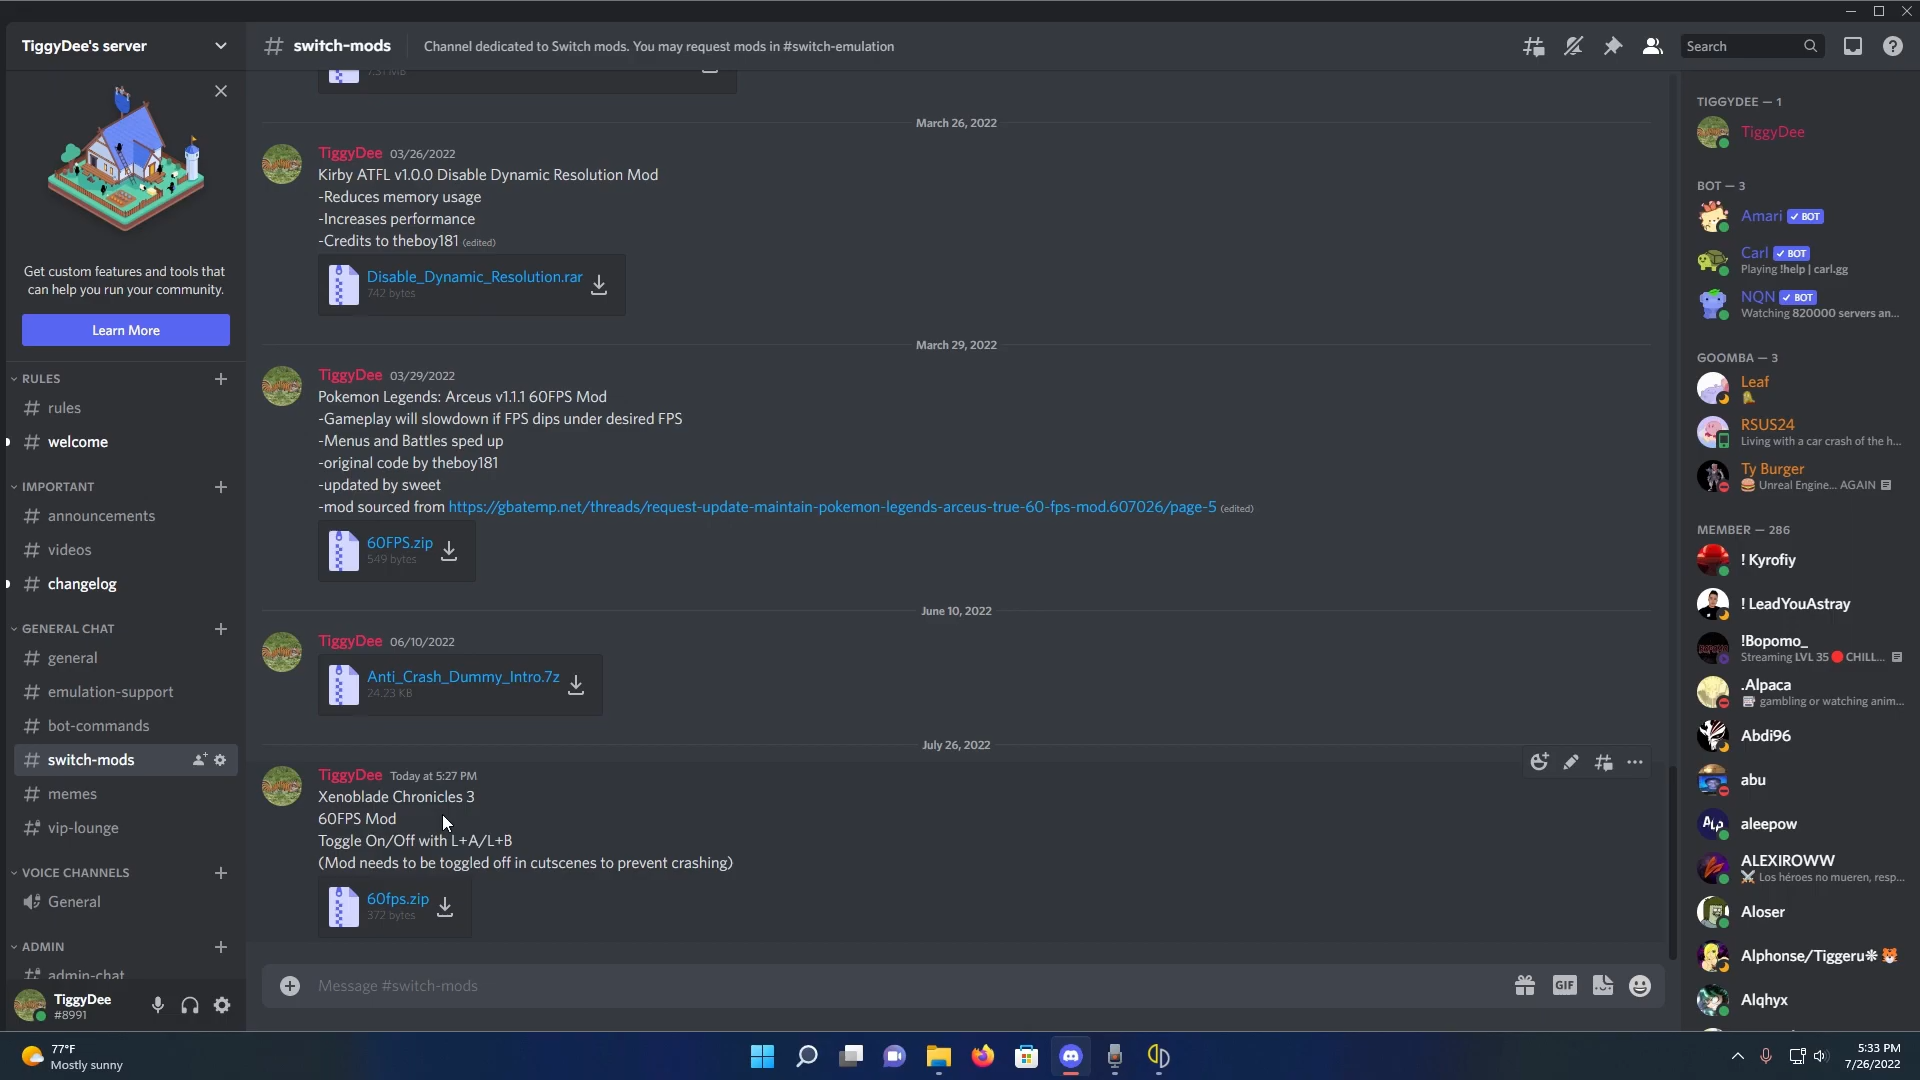 TiggyDee's server
switch-mods
Channel dedicated to Switch mods. You may request mods in #switch-emulation
Search
Get custom features and tools that
can help you run your community.
Learn More
RULES
rules
welcome
IMPORTANT
announcements
videos
changelog
GENERAL CHAT
general
emulation-support
bot-commands
switch-mods
memes
vip-lounge
VOICE CHANNELS
General
ADMIN
admin-chat
TiggyDee
#8991
7.31 MB
March 26, 2022
TiggyDee 03/26/2022
Kirby ATFL v1.0.0 Disable Dynamic Resolution Mod
-Reduces memory usage
-Increases performance
-Credits to theboy181 (edited)
Disable_Dynamic_Resolution.rar
742 bytes
March 29, 2022
TiggyDee 03/29/2022
Pokemon Legends: Arceus v1.1.1 60FPS Mod
-Gameplay will slowdown if FPS dips under desired FPS
-Menus and Battles sped up
-original code by theboy181
-updated by sweet
-mod sourced from https://gbatemp.net/threads/request-update-maintain-pokemon-legends-arceus-true-60-fps-mod.607026/page-5 (edited)
60FPS.zip
549 bytes
June 10, 2022
TiggyDee 06/10/2022
Anti_Crash_Dummy_Intro.7z
24.23 KB
July 26, 2022
TiggyDee Today at 5:27 PM
Xenoblade Chronicles 3
60FPS Mod
Toggle On/Off with L+A/L+B
(Mod needs to be toggled off in cutscenes to prevent crashing)
60fps.zip
372 bytes
Message #switch-mods
GIF
TIGGYDEE — 1
TiggyDee
BOT — 3
Amari ✓ BOT
Carl ✓ BOT
Playing !help | carl.gg
NQN ✓ BOT
Watching 820000 servers an...
GOOMBA — 3
Leaf
RSUS24
Living with a car crash of the h...
Ty Burger
Unreal Engine... AGAIN
MEMBER — 286
! Kyrofiy
! LeadYouAstray
!Bopomo_
Streaming LVL 35 🔴 CHILL...
.Alpaca
gambling or watching anim...
Abdi96
abu
aleepow
ALEXIROWW
Los héroes no mueren, resp...
Aloser
Alphonse/Tiggeru❋
Alqhyx
77°F
Mostly sunny
5:33 PM
7/26/2022